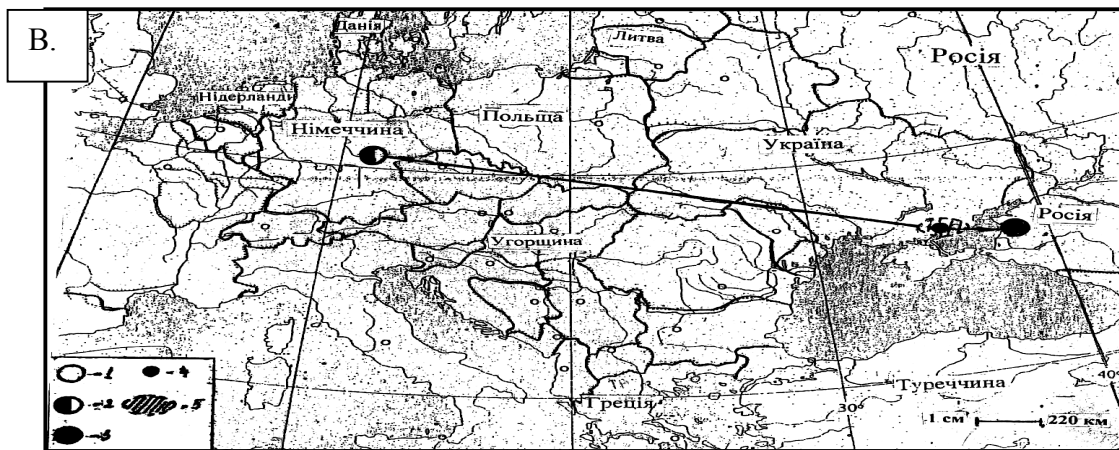 В.
Данія
Литва
Росія
Нідерланди
Німеччина
Польща
Україна
Росія
Угорщина
Туреччина
Греція
30°
40°
1 см
220 км
-1
-4
-2
-5
-3